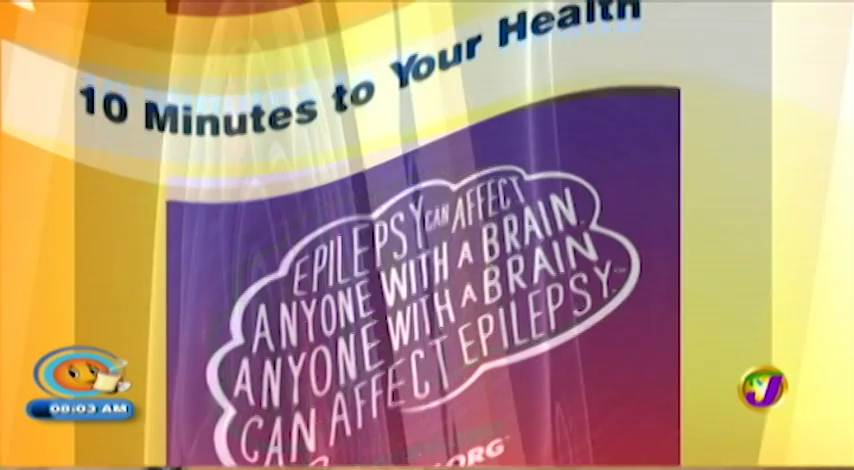 10 Minutes to Your Health
EPILEPSY CAN AFFECT
ANYONE WITH A BRAIN.
ANYONE WITH A BRAIN
CAN AFFECT EPILEPSY.
ORG
08:03 AM
J